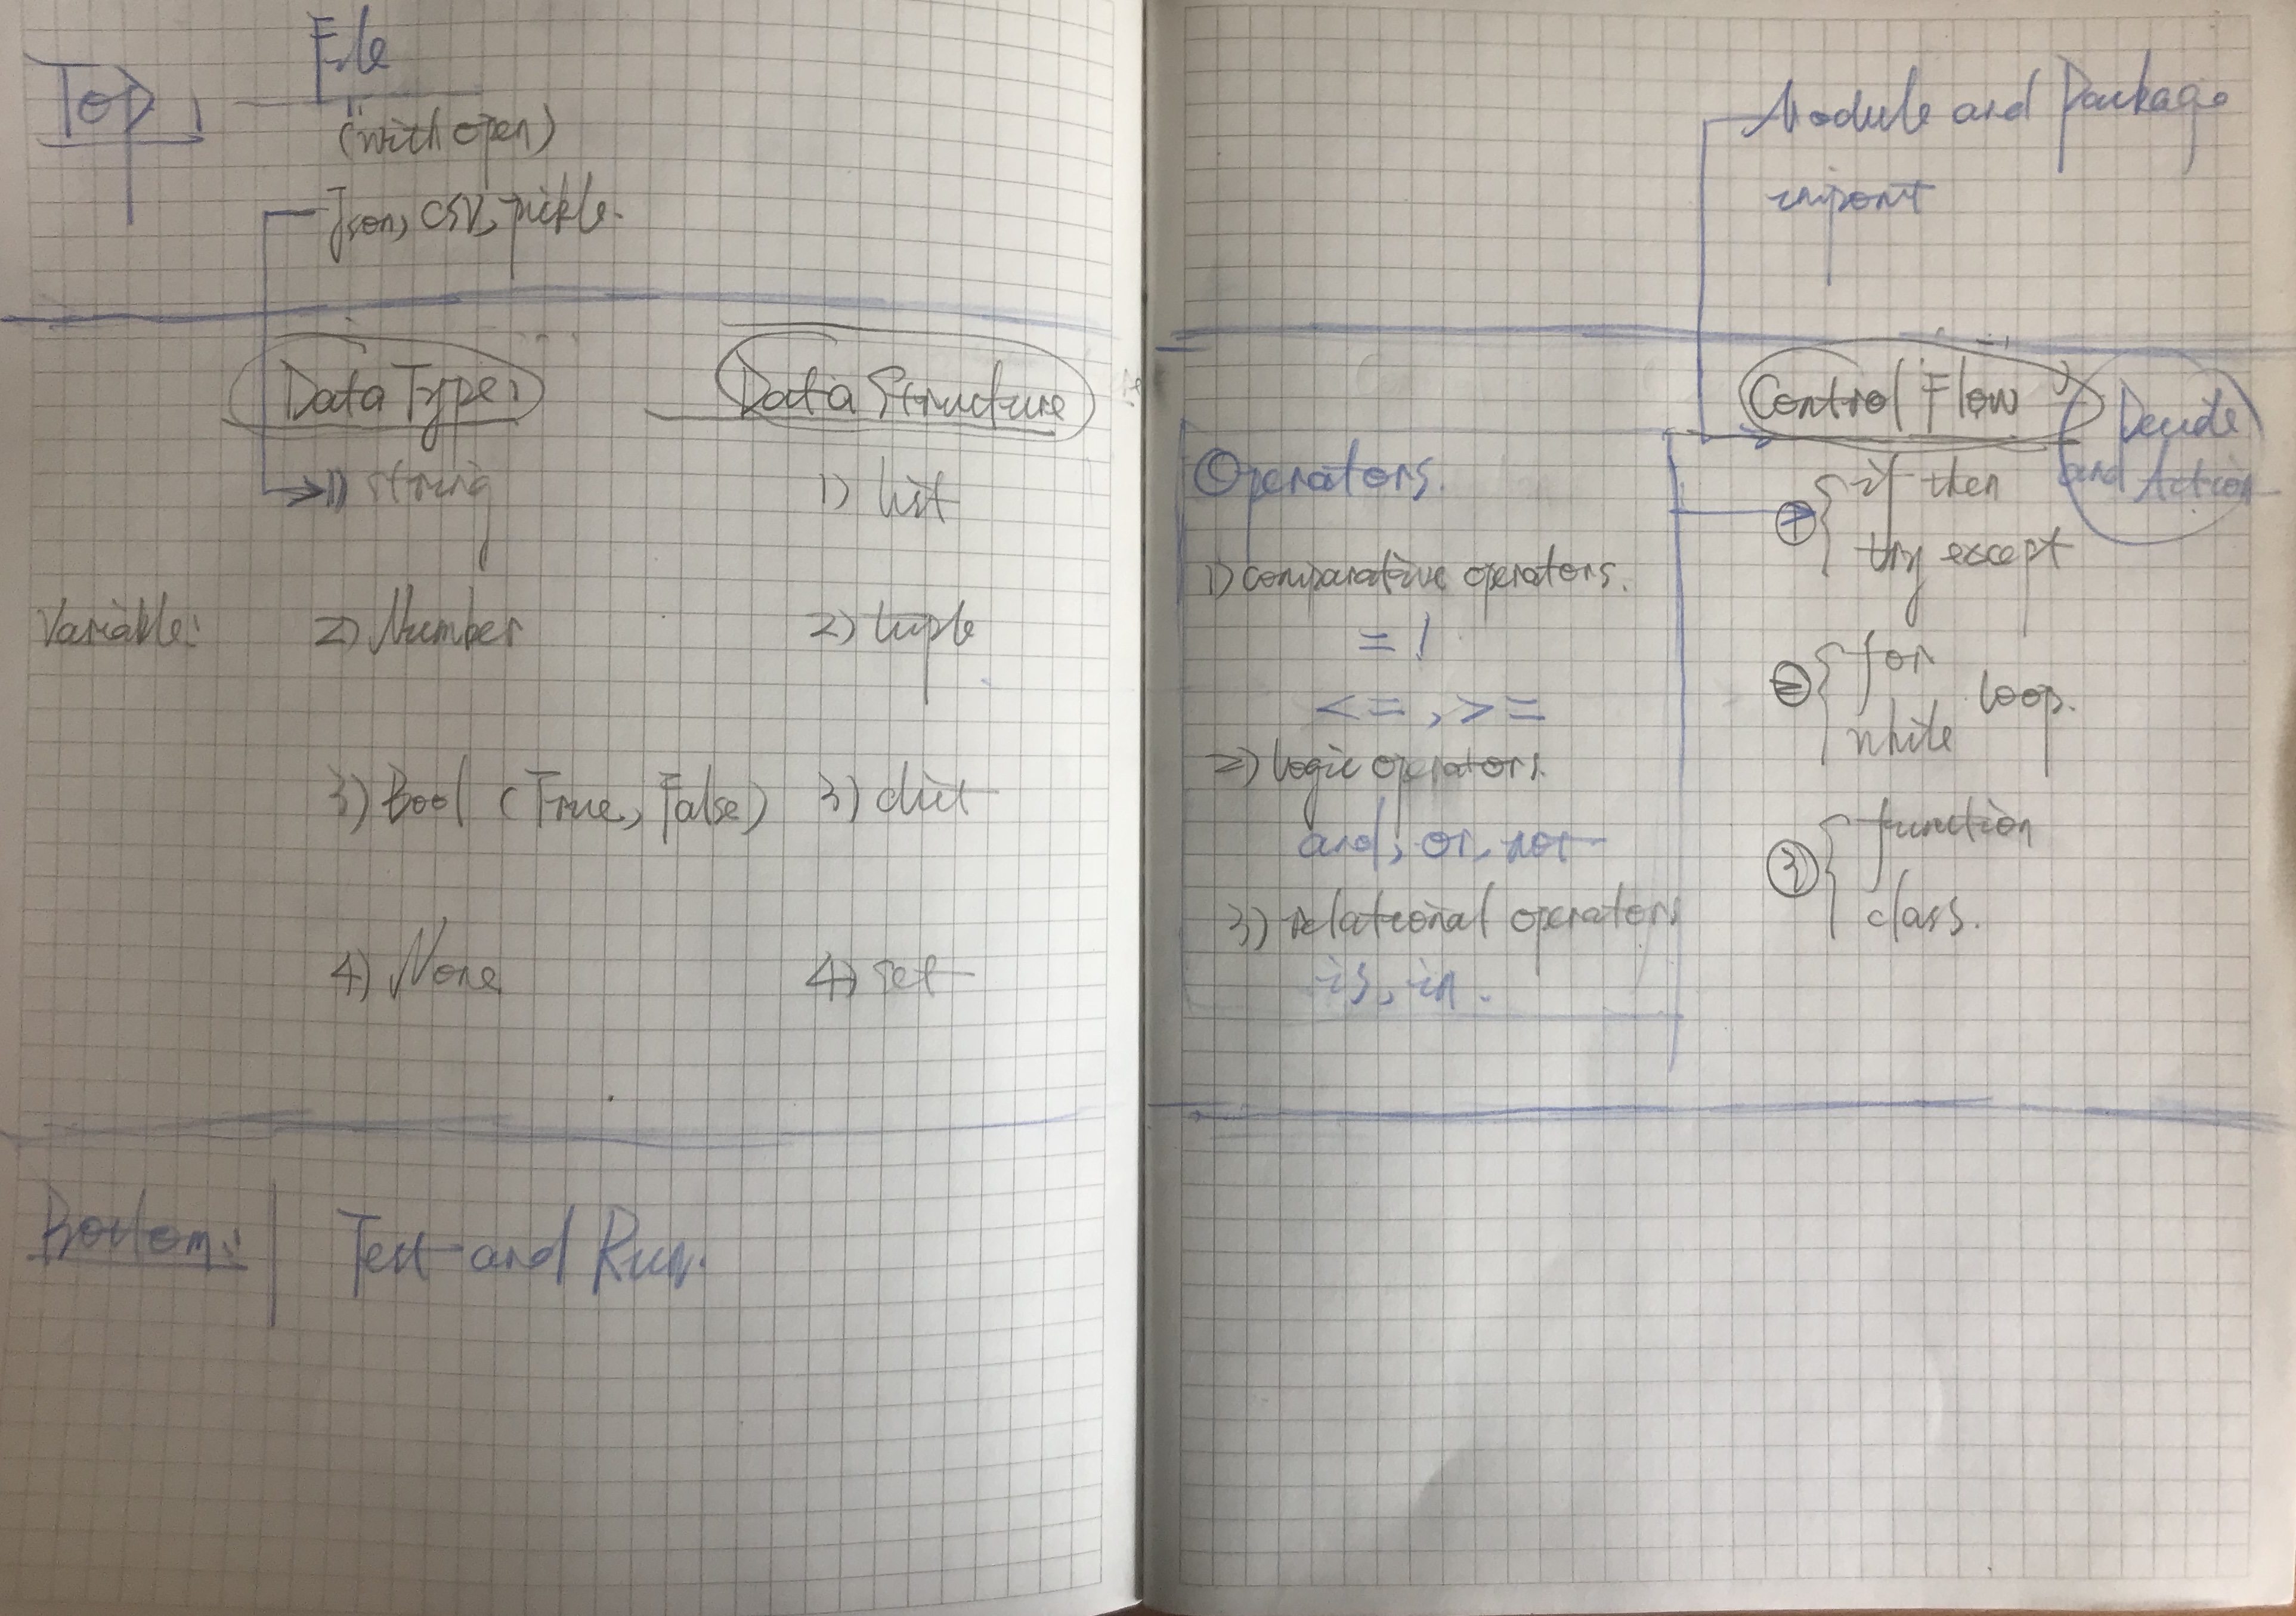 Top:
File
(with open)
Json, CSV, pickle.
Data Type:
Data Structure
1) string
1) list
Variable:
2) Number
2) tuple
3) Bool (True, False)
3) dict
4) None
4) set
Bottom:
Test and Run.
Module and Package
import
Operators.
1) comparative operators.
= !
<=, >=
2) logic operators.
and, or, not
3) relational operators
is, in.
Control Flow
Decide
and Action
① if then
try except
② for
while
loop.
③ function
class.